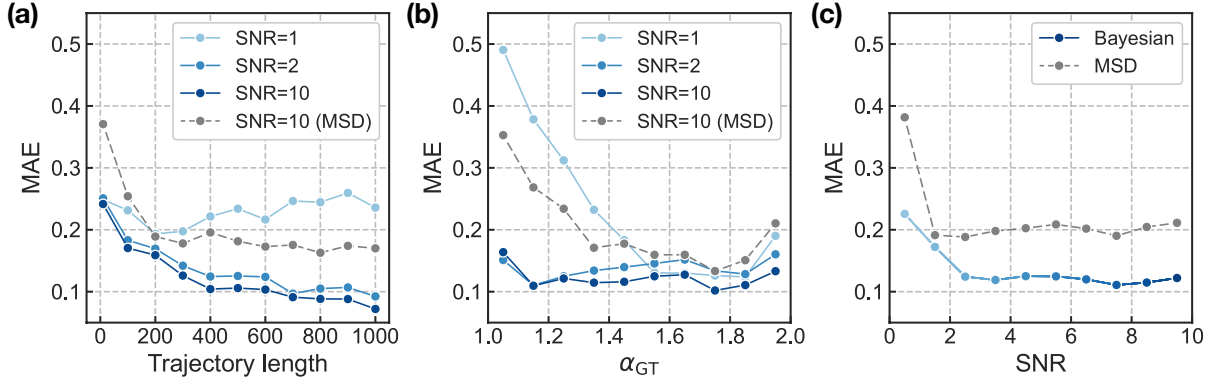 (a)
MAE
0.5
0.4
0.3
0.2
0.1
SNR=1
SNR=2
SNR=10
SNR=10 (MSD)
0 200 400 600 800 1000
Trajectory length
(b)
MAE
0.5
0.4
0.3
0.2
0.1
SNR=1
SNR=2
SNR=10
SNR=10 (MSD)
1.0 1.2 1.4 1.6 1.8 2.0
α_GT
(c)
MAE
0.5
0.4
0.3
0.2
0.1
Bayesian
MSD
0 2 4 6 8 10
SNR